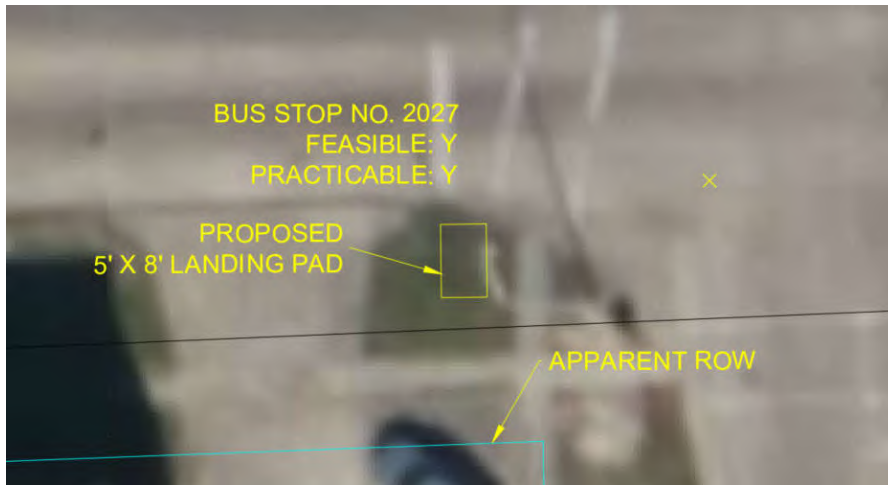 BUS STOP NO. 2027
FEASIBLE: Y
PRACTICABLE: Y
PROPOSED
5' X 8' LANDING PAD
APPARENT ROW